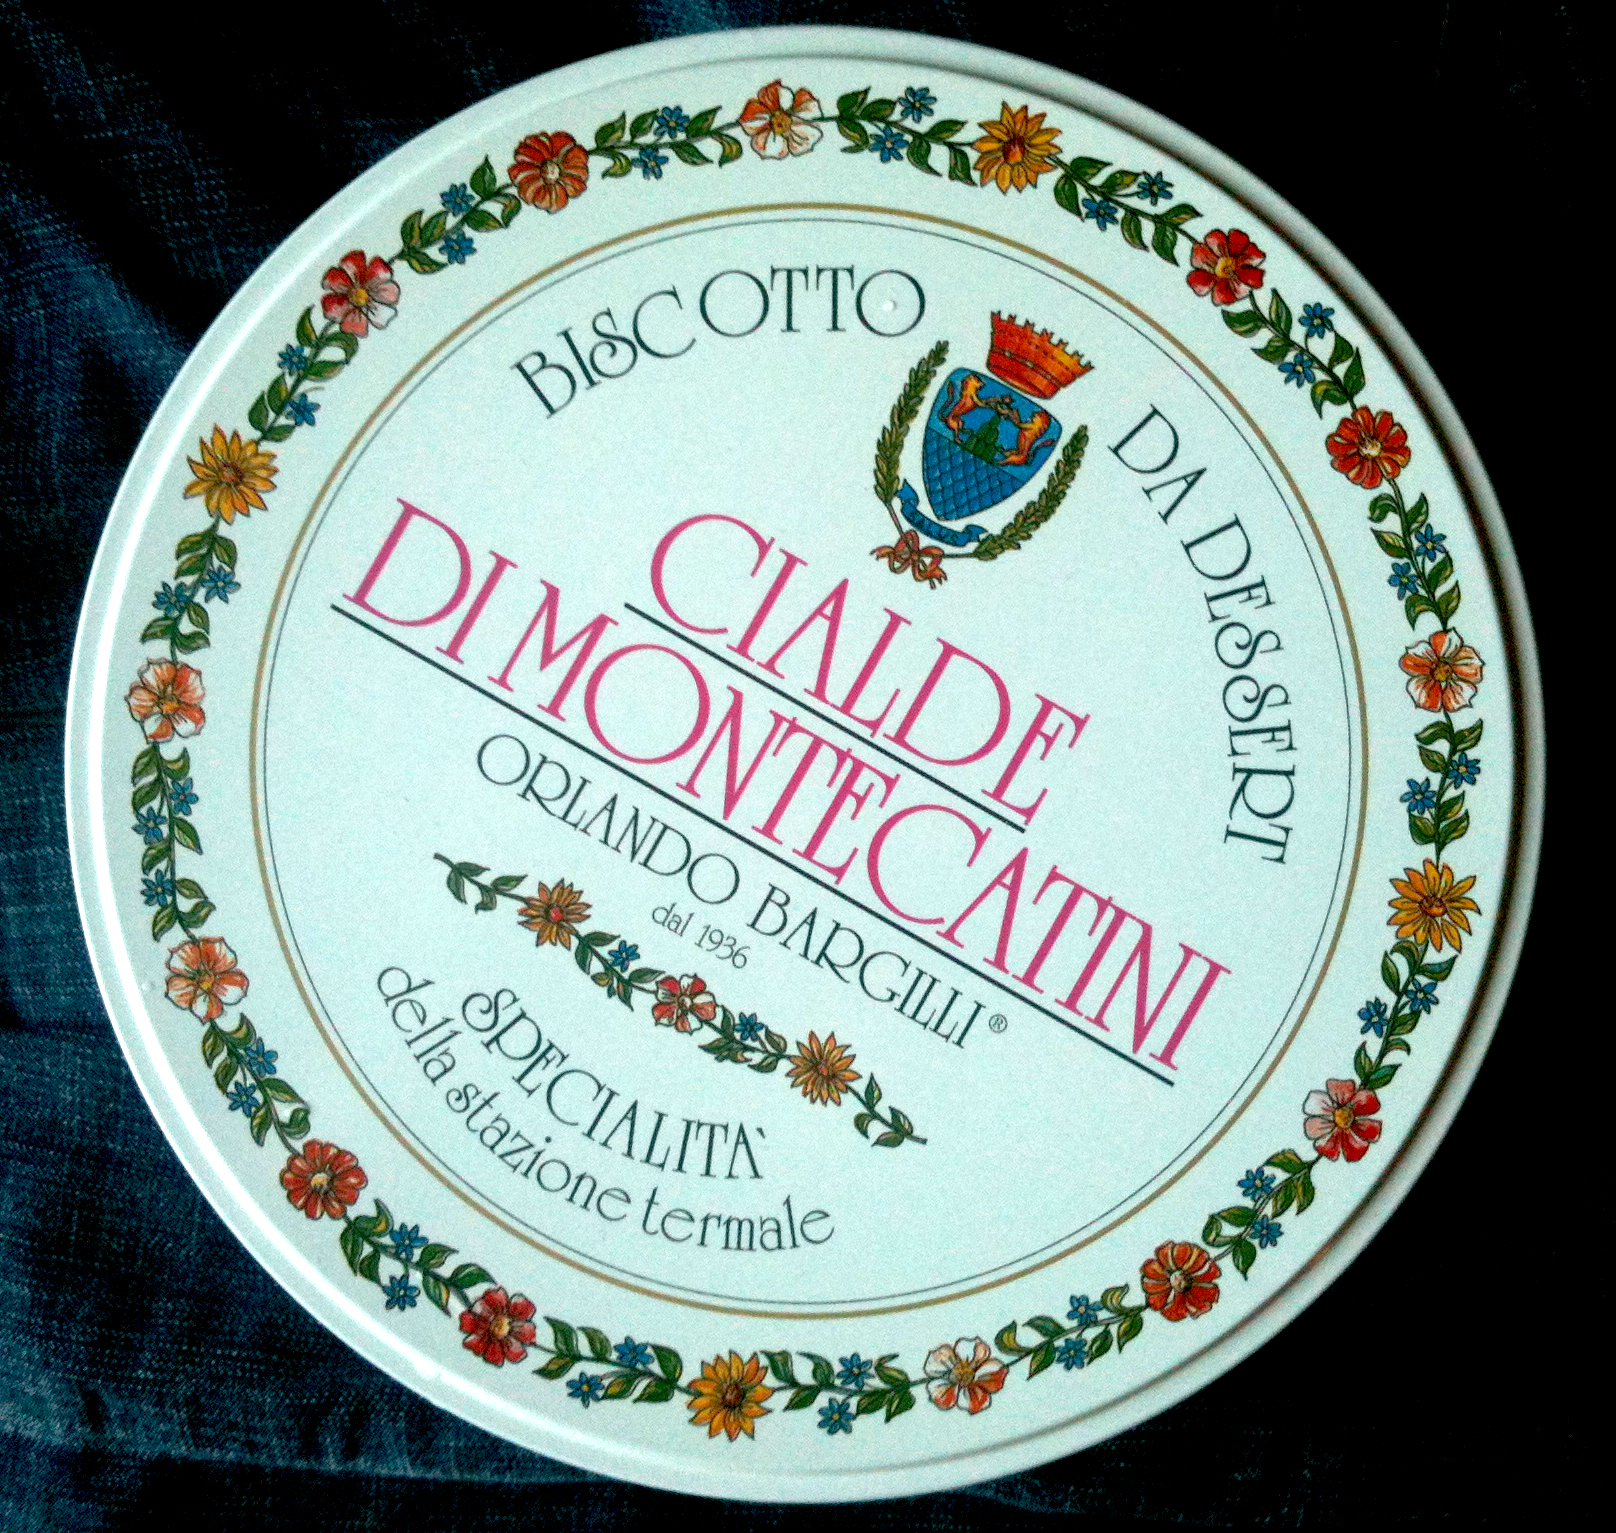 BISCOTTO DA DESSERT
CIALDE
DI MONTECATINI
ORLANDO BARGILLI®
dal 1936
SPECIALITÀ
della stazione termale